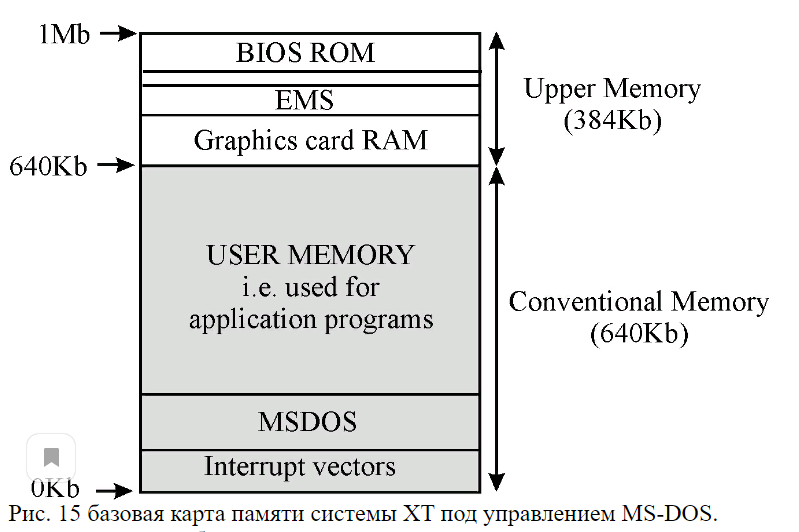 1Mb
BIOS ROM
EMS
Upper Memory
(384Kb)
Graphics card RAM
640Kb
USER MEMORY
i.e. used for
application programs
Conventional Memory
(640Kb)
MSDOS
Interrupt vectors
0Kb
Рис. 15 базовая карта памяти системы XT под управлением MS-DOS.